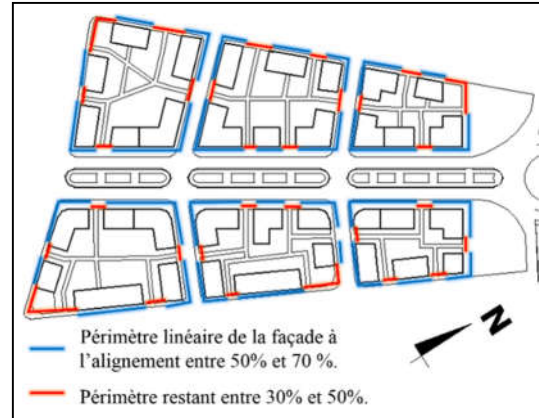 N
Périmètre linéaire de la façade à
l'alignement entre 50% et 70 %.
Périmètre restant entre 30% et 50%.